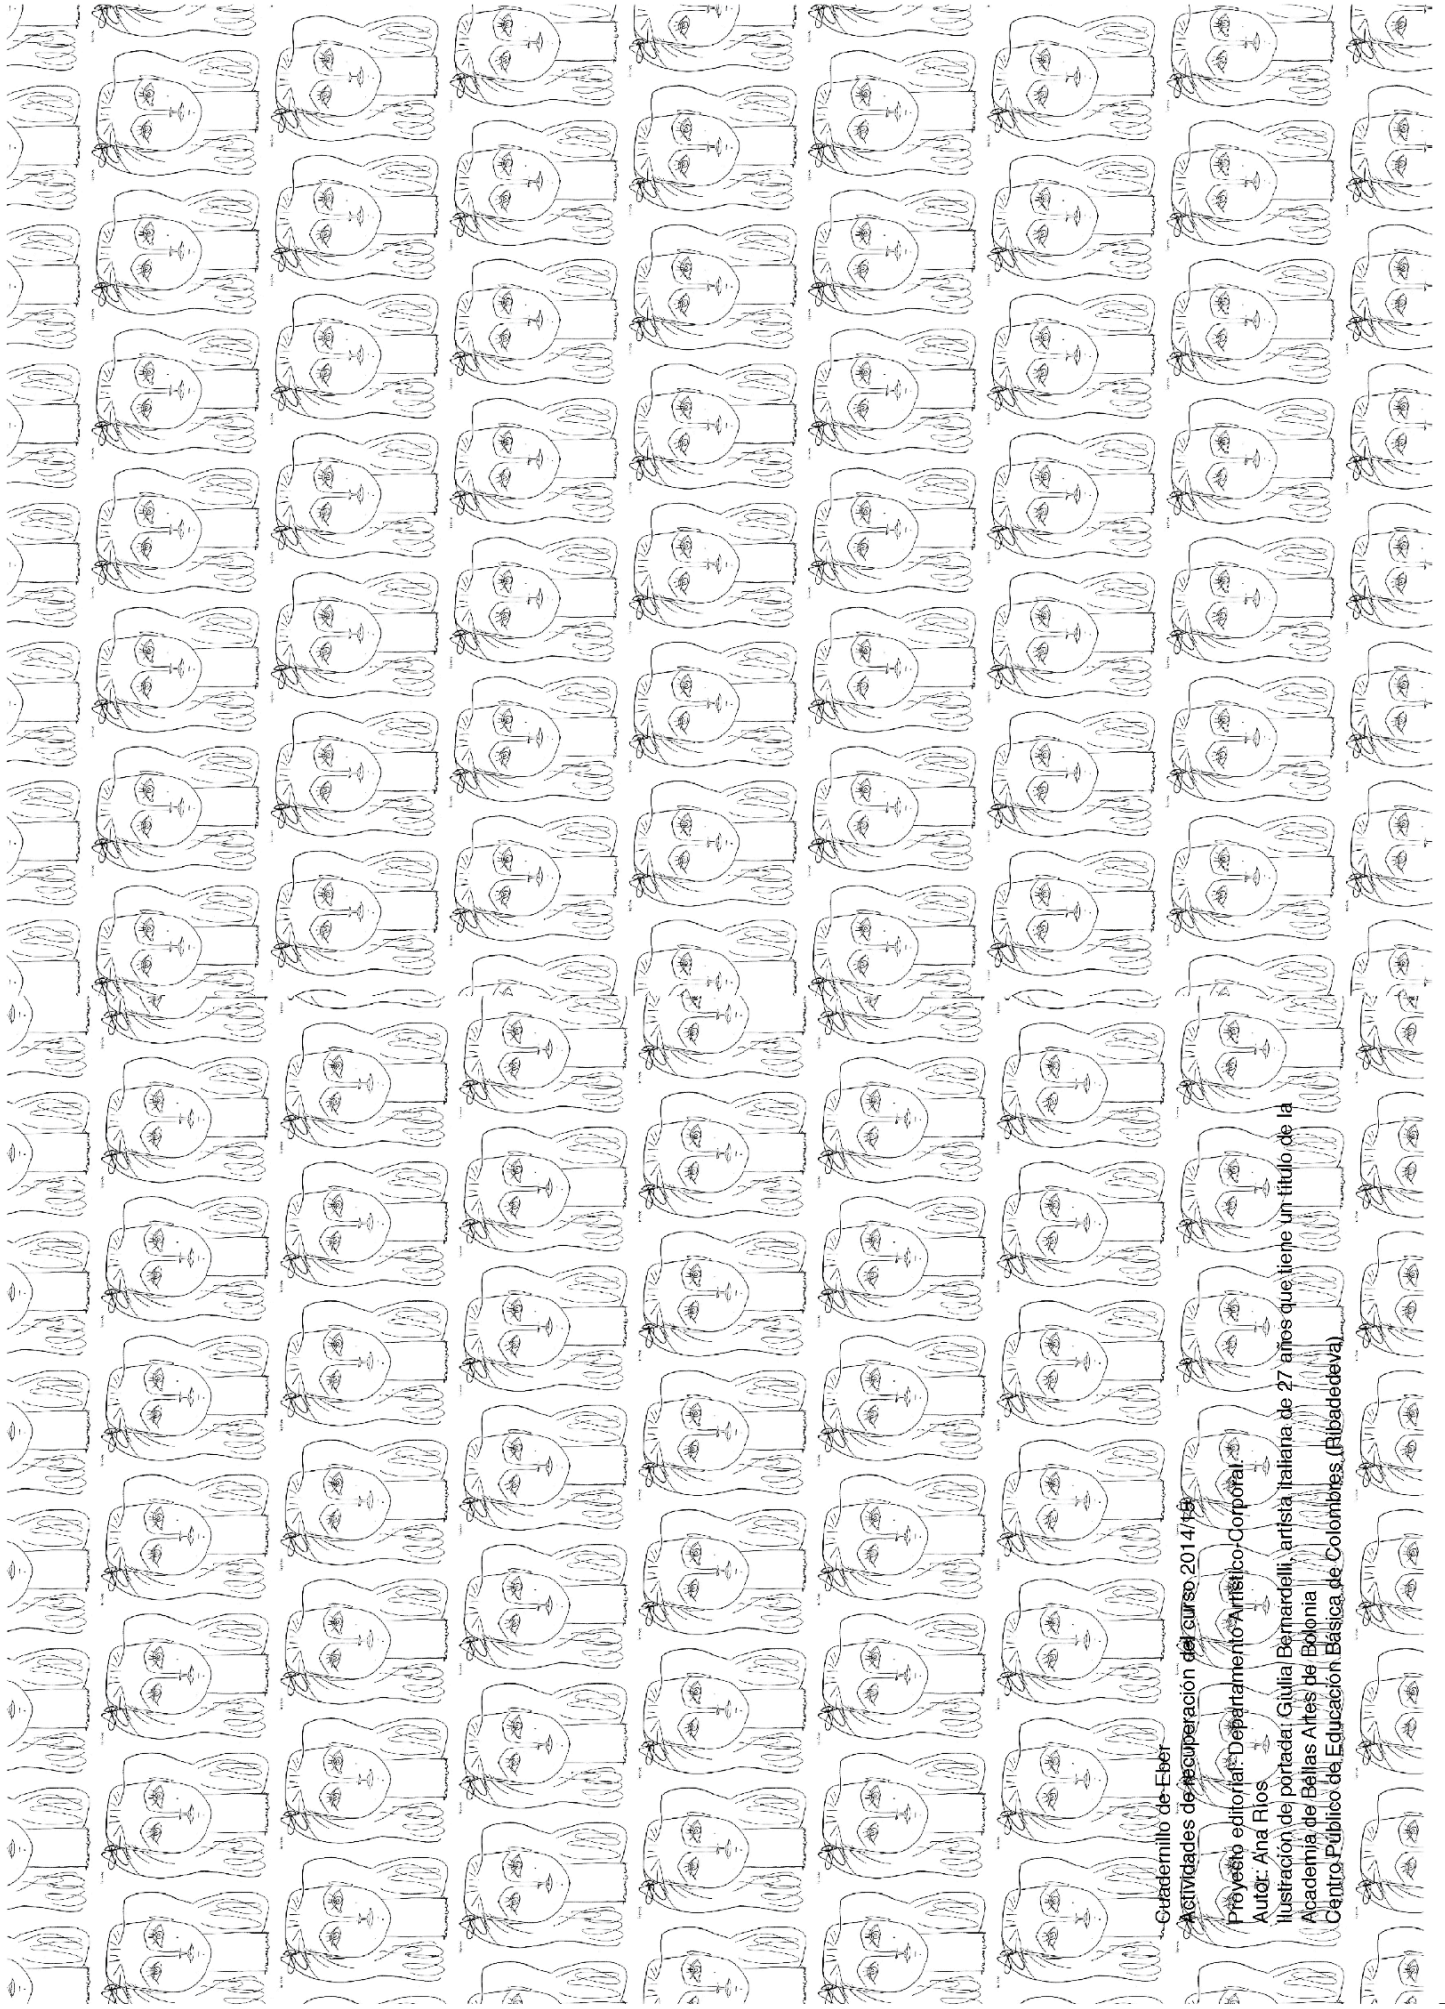 Cuadernillo de Eber
Actividades de recuperación del curso 2014/15
Proyecto editorial: Departamento Artístico-Corporal.
Autor: Ana Rios
Ilustración de portada: Giulia Bernardelli, artista italiana de 27 años que tiene un título de la
Academia de Bellas Artes de Bolonia
Centro Público de Educación Básica de Colombres (Ribadedeva)